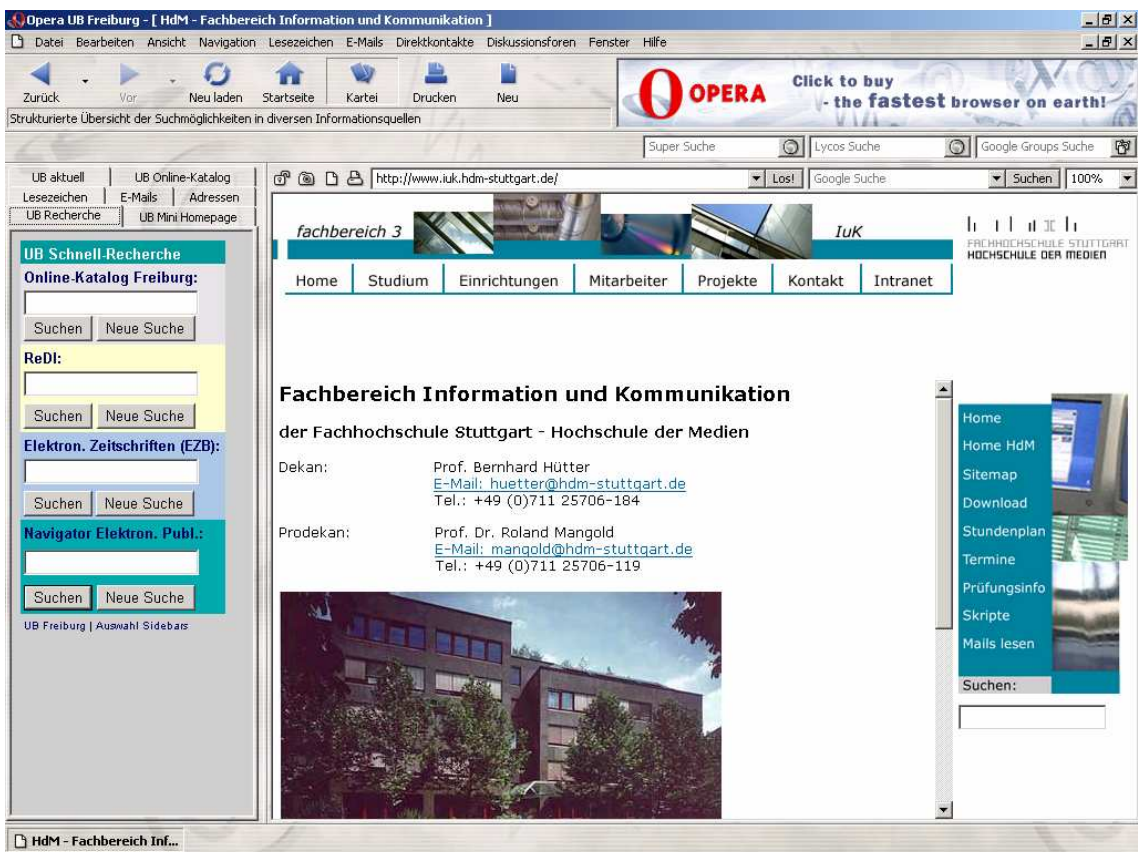 Opera UB Freiburg - [ HdM - Fachbereich Information und Kommunikation ]
Datei Bearbeiten Ansicht Navigation Lesezeichen E-Mails Direktkontakte Diskussionsforen Fenster Hilfe
Zurück Vor Neu laden Startseite Kartei Drucken Neu
OPERA Click to buy
- the fastest browser on earth!
Strukturierte Übersicht der Suchmöglichkeiten in diversen Informationsquellen
Super Suche Lycos Suche Google Groups Suche
UB aktuell UB Online-Katalog
Lesezeichen E-Mails Adressen
UB Recherche UB Mini Homepage
UB Schnell-Recherche
Online-Katalog Freiburg:
Suchen Neue Suche
ReDI:
Suchen Neue Suche
Elektron. Zeitschriften (EZB):
Suchen Neue Suche
Navigator Elektron. Publ.:
Suchen Neue Suche
UB Freiburg | Auswahl Sidebars
http://www.iuk.hdm-stuttgart.de/ Los! Google Suche Suchen 100%
fachbereich 3 IuK
FACHHOCHSCHULE STUTTGART
HOCHSCHULE DER MEDIEN
Home Studium Einrichtungen Mitarbeiter Projekte Kontakt Intranet
Fachbereich Information und Kommunikation
der Fachhochschule Stuttgart - Hochschule der Medien
Dekan: Prof. Bernhard Hütter
E-Mail: huetter@hdm-stuttgart.de
Tel.: +49 (0)711 25706-184
Prodekan: Prof. Dr. Roland Mangold
E-Mail: mangold@hdm-stuttgart.de
Tel.: +49 (0)711 25706-119
Home
Home HdM
Sitemap
Download
Stundenplan
Termine
Prüfungsinfo
Skripte
Mails lesen
Suchen:
HdM - Fachbereich Inf...